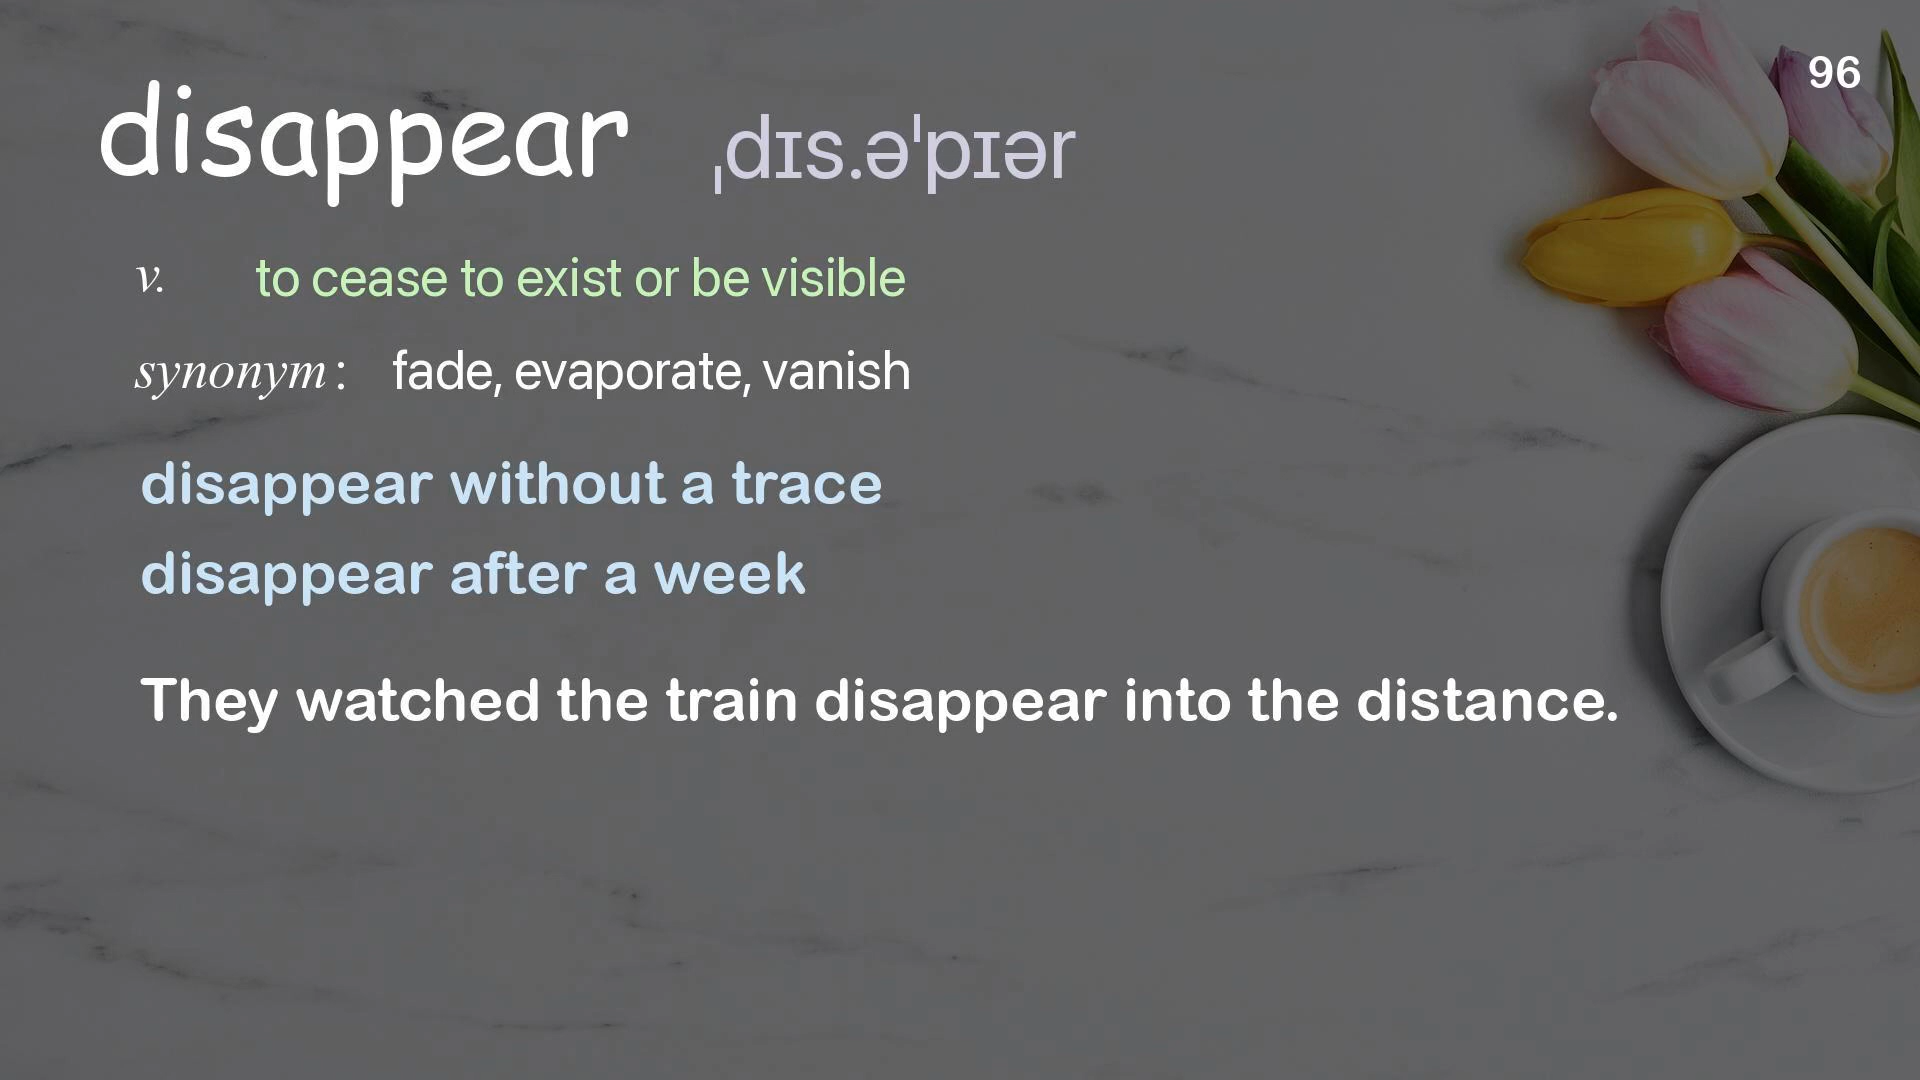 96
disappear ˌdɪs.əˈpɪər
v. to cease to exist or be visible
synonym : fade, evaporate, vanish
disappear without a trace
disappear after a week
They watched the train disappear into the distance.